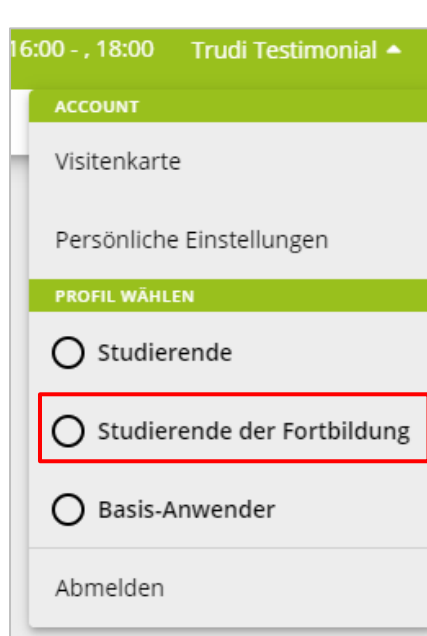 16:00 - , 18:00 Trudi Testimonial
ACCOUNT
Visitenkarte
Persönliche Einstellungen
PROFIL WÄHLEN
Studierende
Studierende der Fortbildung
Basis-Anwender
Abmelden